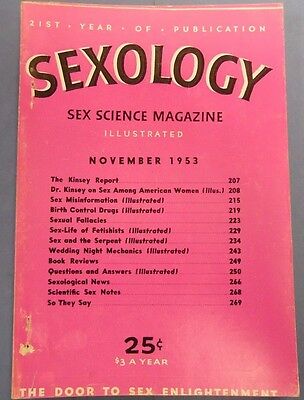 21ST · YEAR · OF · PUBLICATION
SEXOLOGY
SEX SCIENCE MAGAZINE
ILLUSTRATED
NOVEMBER 1953
The Kinsey Report 207
Dr. Kinsey on Sex Among American Women (Illus.) 208
Sex Misinformation (Illustrated) 215
Birth Control Drugs (Illustrated) 219
Sexual Fallacies 223
Sex-Life of Fetishists (Illustrated) 229
Sex and the Serpent (Illustrated) 234
Wedding Night Mechanics (Illustrated) 243
Book Reviews 249
Questions and Answers (Illustrated) 250
Sexological News 266
Scientific Sex Notes 268
So They Say 269
25¢
$3 A YEAR
THE DOOR TO SEX ENLIGHTENMENT